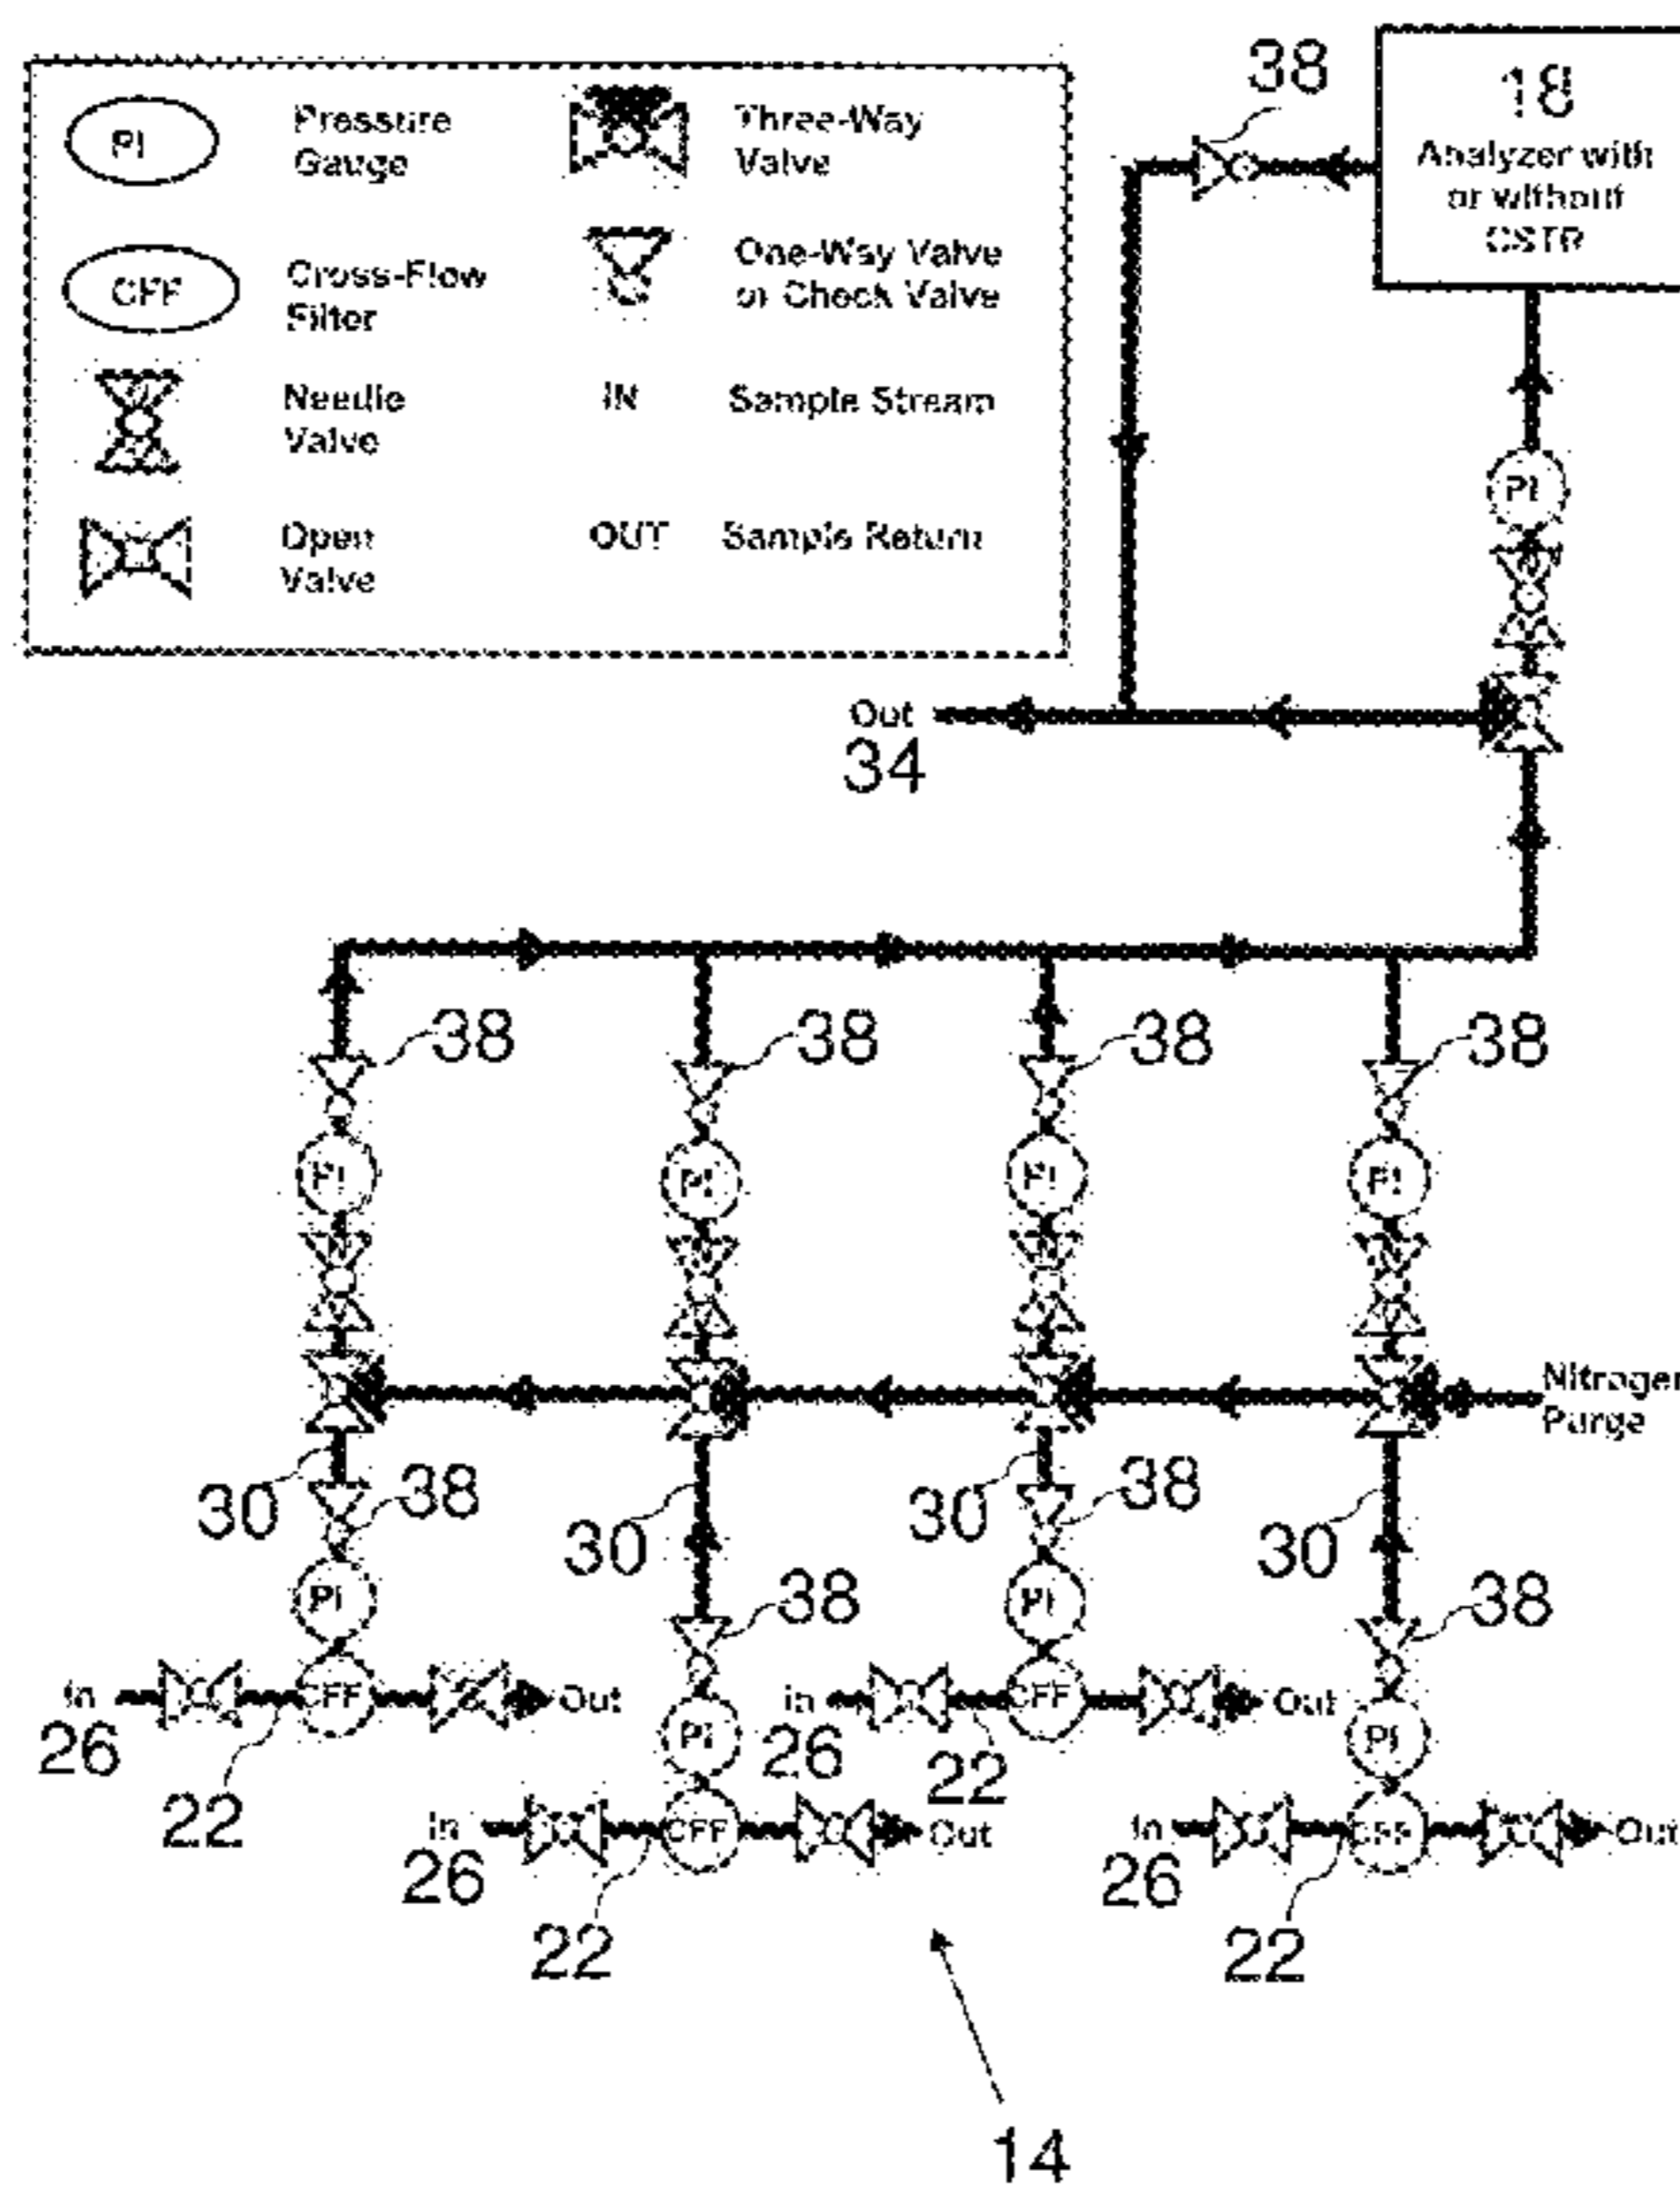 PI Pressure Gauge
Three-Way Valve
CFF Cross-Flow Filter
One-Way Valve or Check Valve
Needle Valve
IN Sample Stream
Open Valve
OUT Sample Return
38
18
Analyzer with
or without
CSTR
PI
Out
34
38 38 38 38
PI PI PI PI
Nitrogen
Purge
30 38 30 30 38 30
PI PI
38 38
In CFF Out In CFF Out
26 22 26 22
PI PI
In CFF Out In CFF Out
26 22 26 22
14